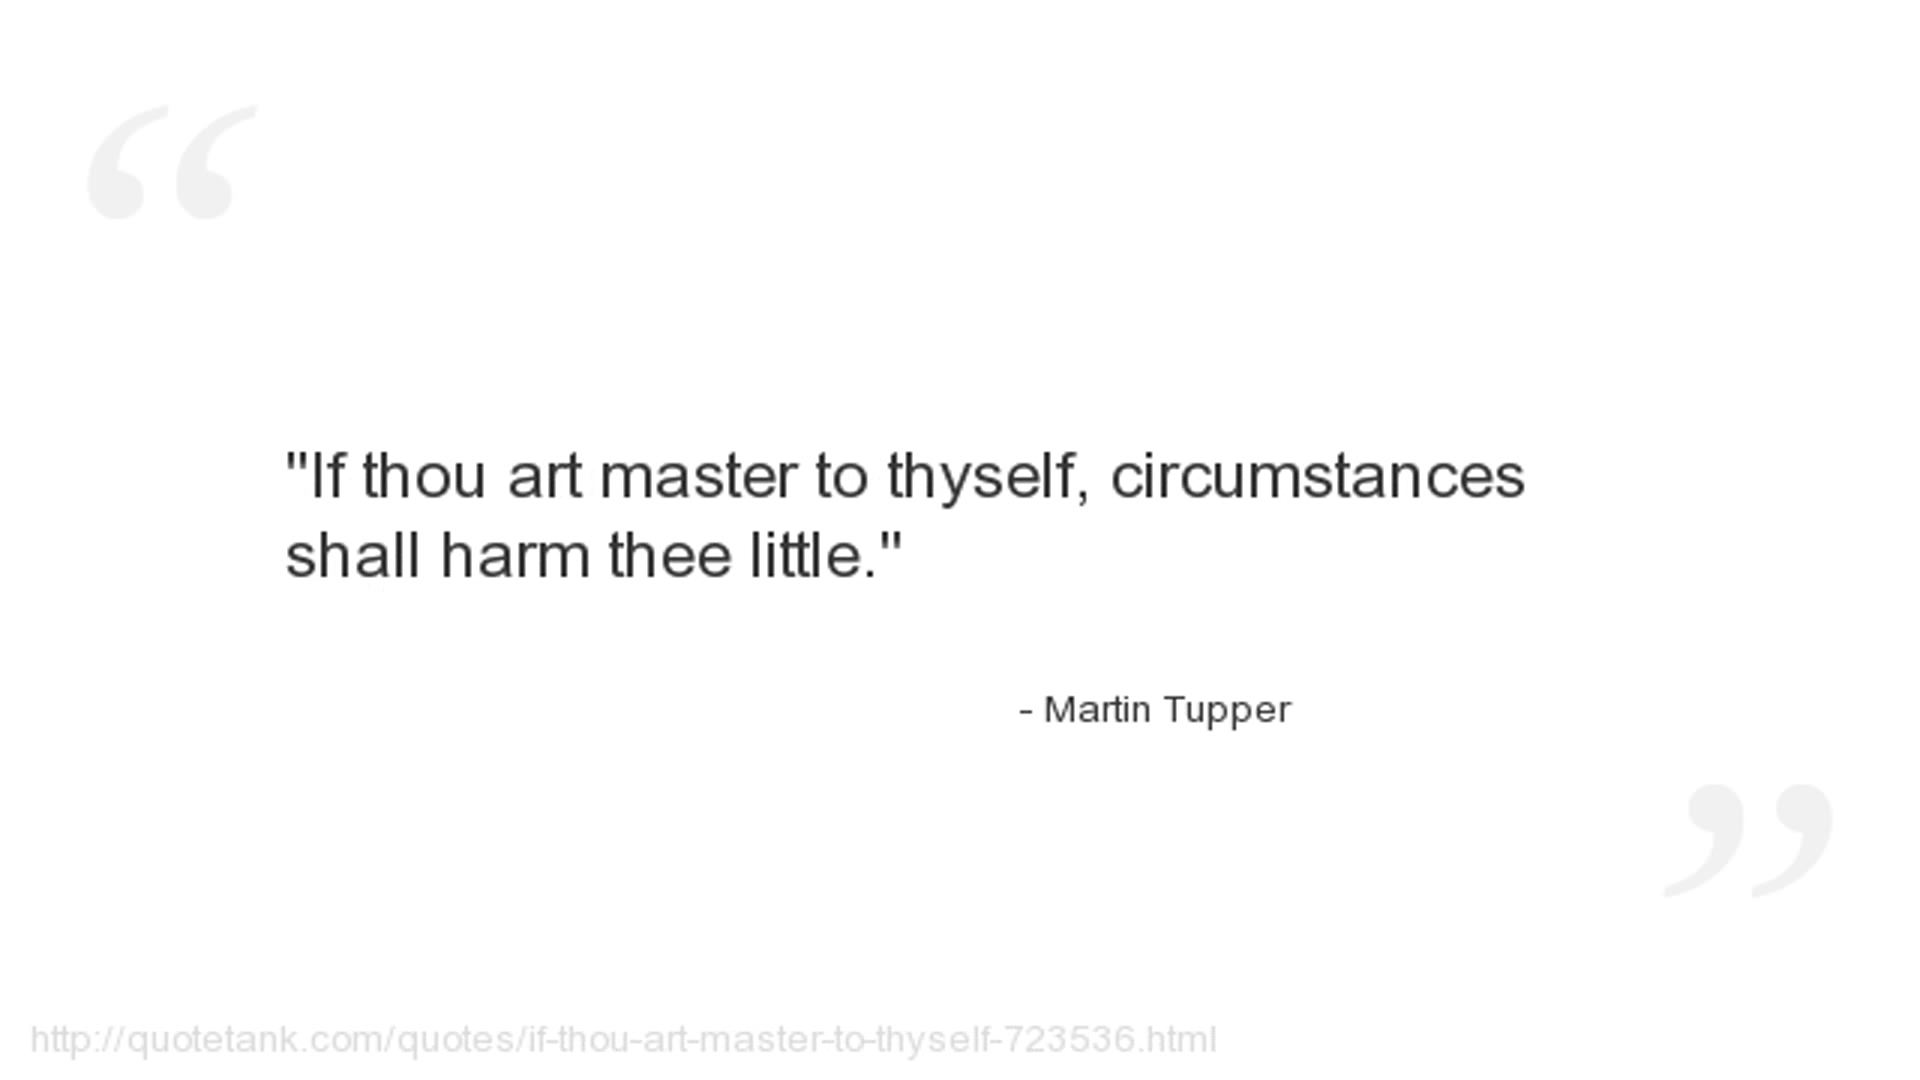 "If thou art master to thyself, circumstances
shall harm thee little."
- Martin Tupper
http://quotetank.com/quotes/if-thou-art-master-to-thyself-723536.html